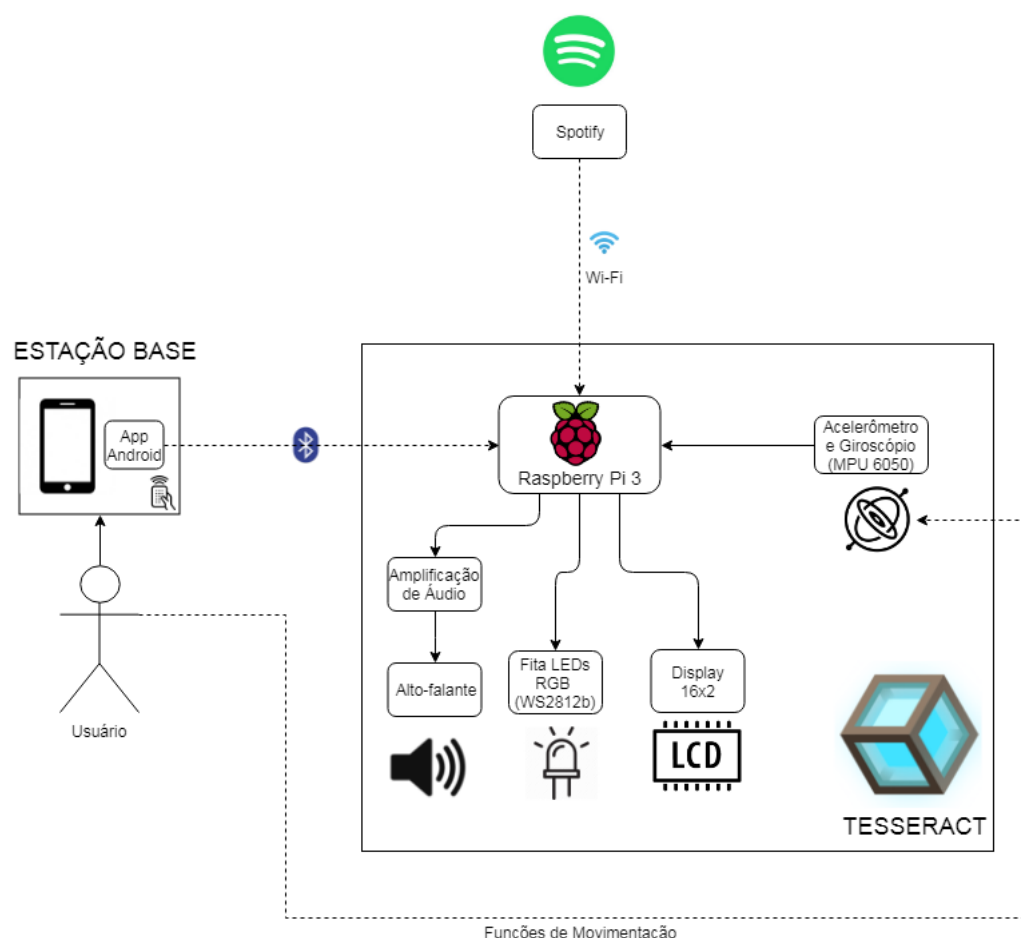 Spotify
Wi-Fi
ESTAÇÃO BASE
App
Android
Raspberry Pi 3
Acelerômetro
e Giroscópio
(MPU 6050)
Amplificação
de Áudio
Alto-falante
Fita LEDs
RGB
(WS2812b)
Display
16x2
LCD
Usuário
TESSERACT
Funções de Movimentação